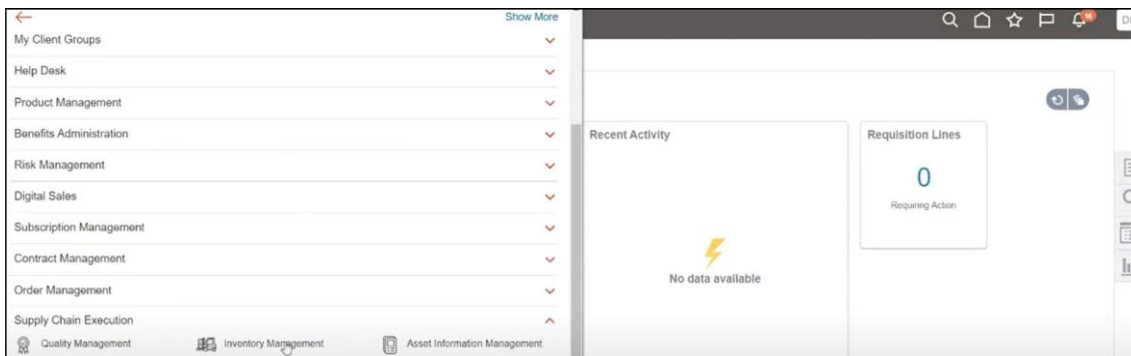 Show More
My Client Groups
Help Desk
Product Management
Benefits Administration
Risk Management
Digital Sales
Subscription Management
Contract Management
Order Management
Supply Chain Execution
Quality Management Inventory Management Asset Information Management
Recent Activity
No data available
Requisition Lines
0
Requiring Action